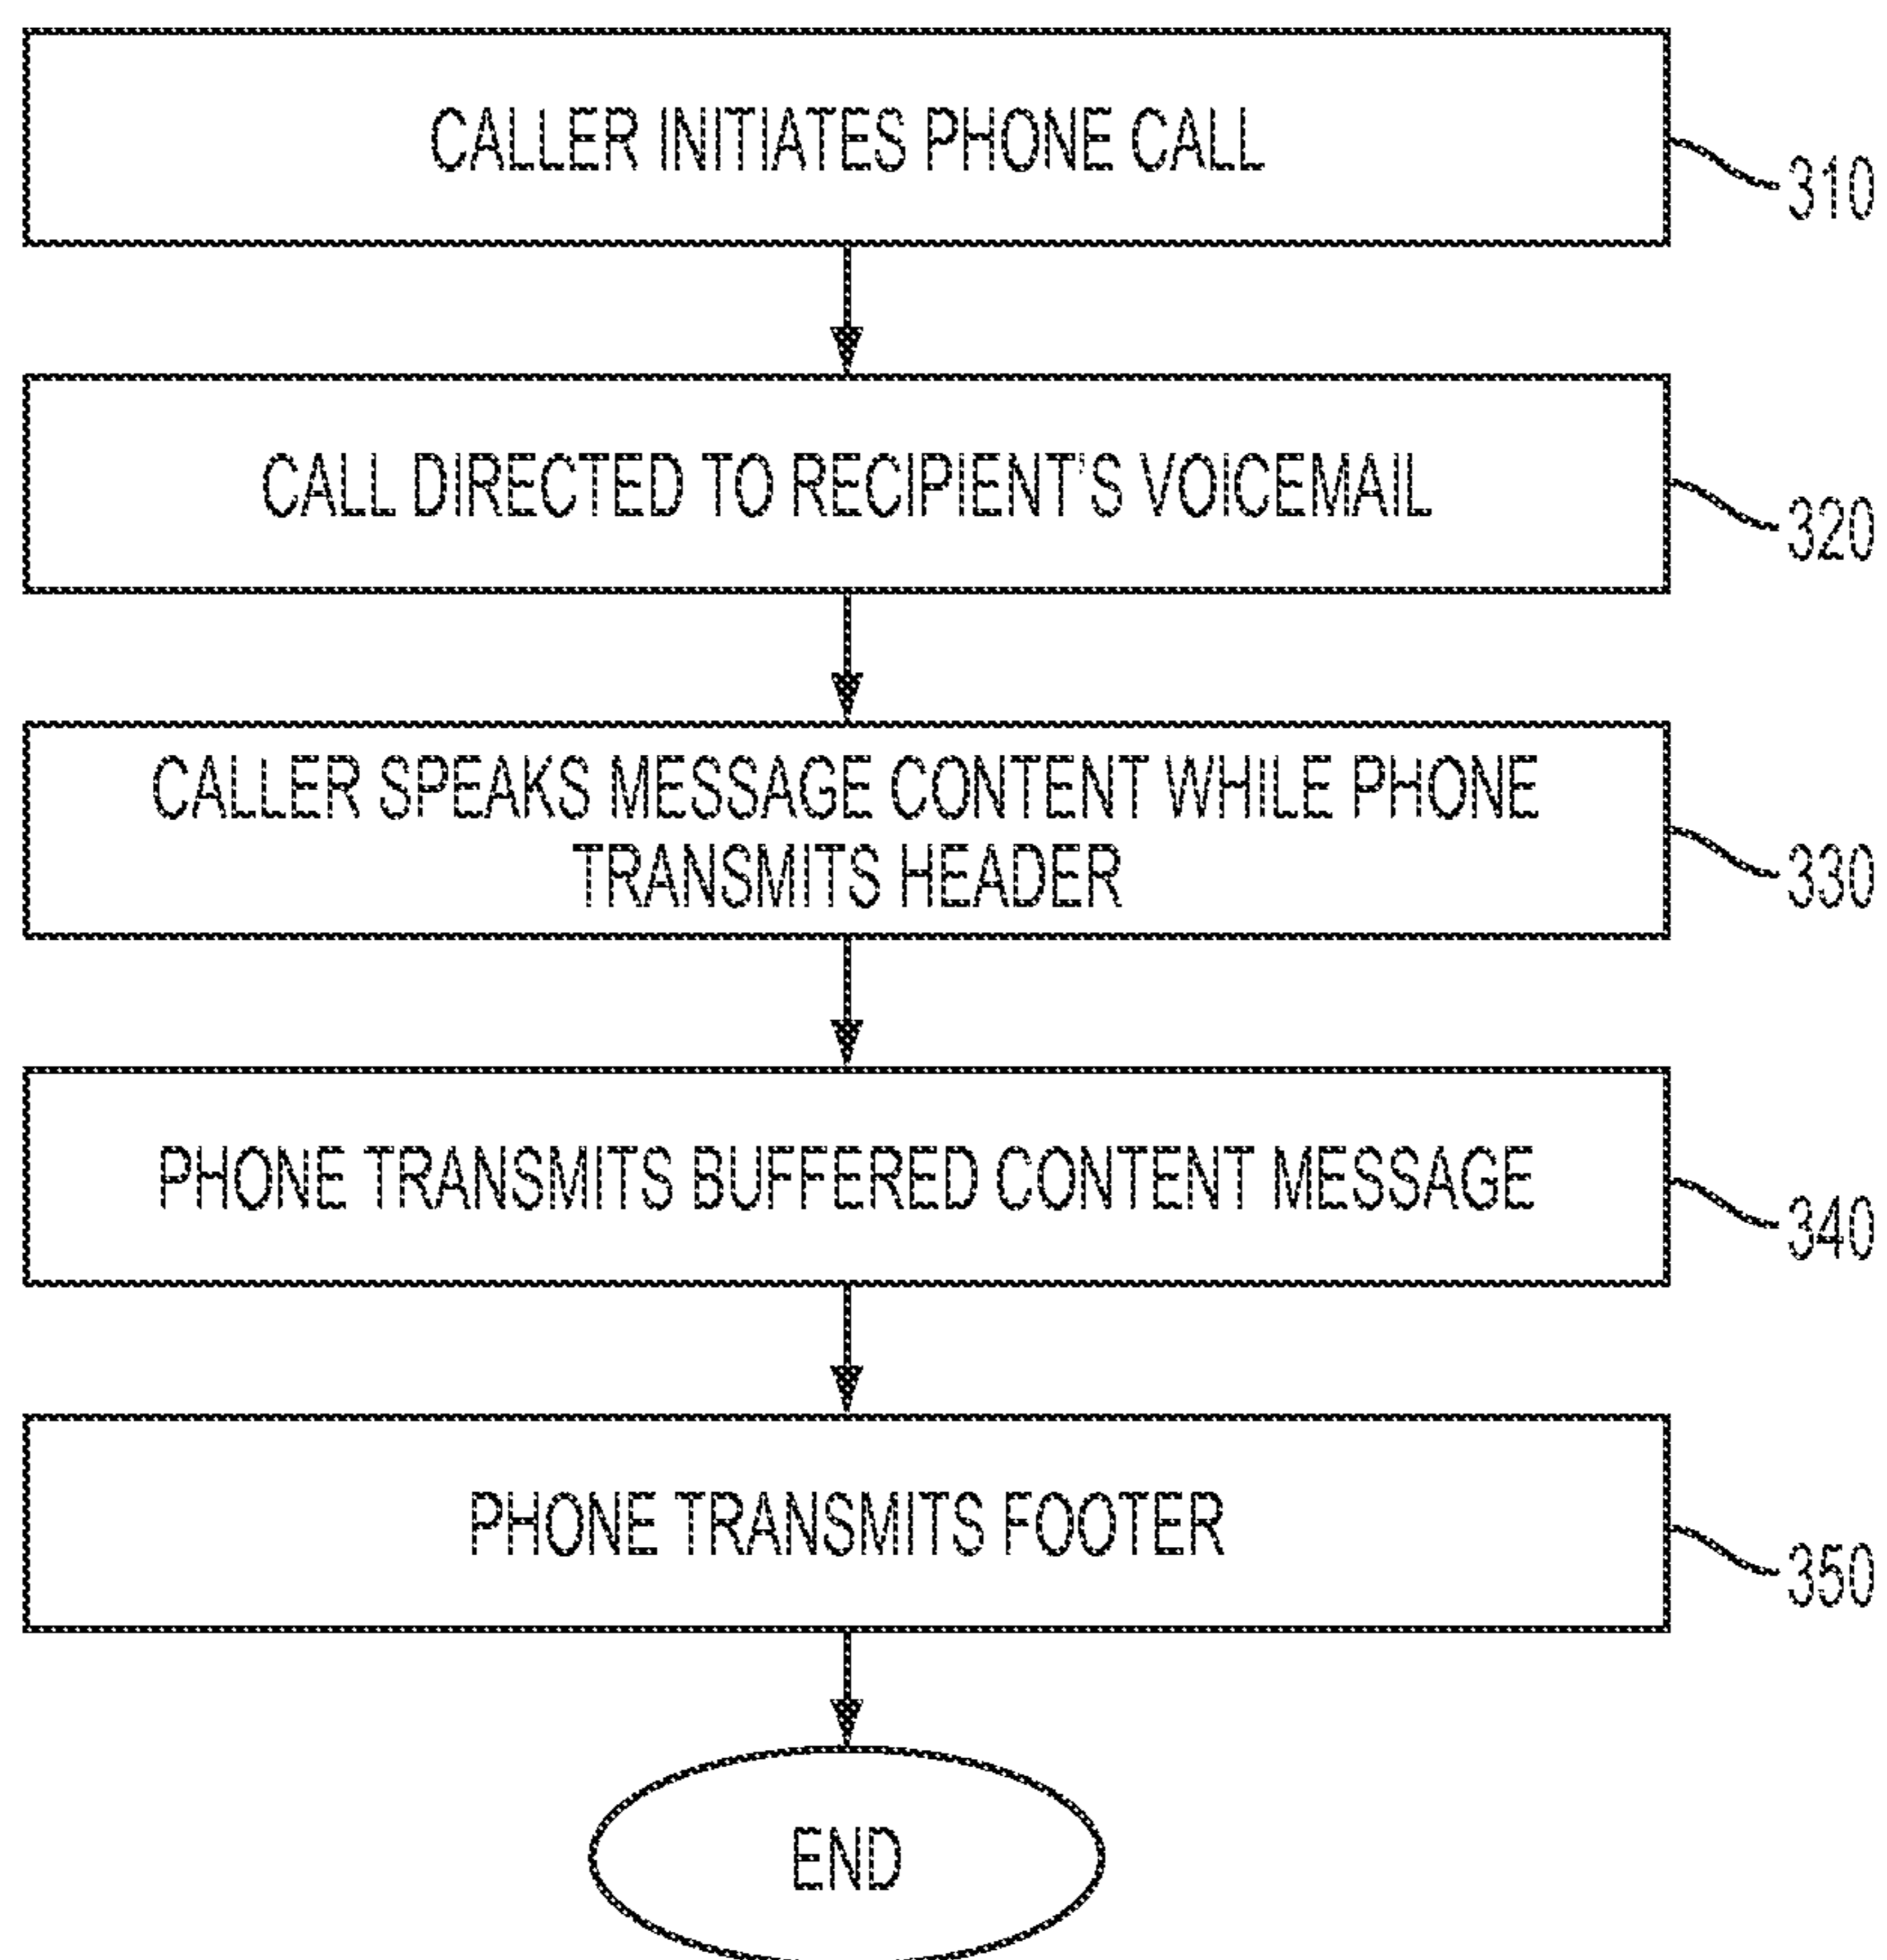 CALLER INITIATES PHONE CALL
310
CALL DIRECTED TO RECIPIENT'S VOICEMAIL
320
CALLER SPEAKS MESSAGE CONTENT WHILE PHONE
TRANSMITS HEADER
330
PHONE TRANSMITS BUFFERED CONTENT MESSAGE
340
PHONE TRANSMITS FOOTER
350
END